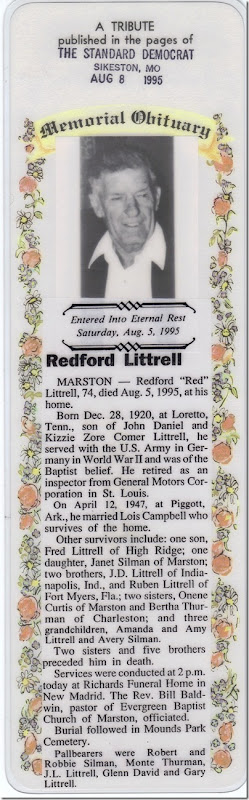 A TRIBUTE
published in the pages of
THE STANDARD DEMOCRAT
SIKESTON, MO
AUG 8 1995
Memorial Obituary
Entered Into Eternal Rest
Saturday, Aug. 5, 1995
Redford Littrell
MARSTON — Redford “Red”
Littrell, 74, died Aug. 5, 1995, at his
home.
Born Dec. 28, 1920, at Loretto,
Tenn., son of John Daniel and
Kizzie Zore Comer Littrell, he
served with the U.S. Army in Ger-
many in World War II and was of the
Baptist belief. He retired as an
inspector from General Motors Cor-
poration in St. Louis.
On April 12, 1947, at Piggott,
Ark., he married Lois Campbell who
survives of the home.
Other survivors include: one son,
Fred Littrell of High Ridge; one
daughter, Janet Silman of Marston;
two brothers, J.D. Littrell of India-
napolis, Ind., and Ruben Littrell of
Fort Myers, Fla.; two sisters, Onene
Curtis of Marston and Bertha Thur-
man of Charleston; and three
grandchildren, Amanda and Amy
Littrell and Avery Silman.
Two sisters and five brothers
preceded him in death.
Services were conducted at 2 p.m.
today at Richards Funeral Home in
New Madrid. The Rev. Bill Bald-
win, pastor of Evergreen Baptist
Church of Marston, officiated.
Burial followed in Mounds Park
Cemetery.
Pallbearers were Robert and
Robbie Silman, Monte Thurman,
J.L. Littrell, Glenn David and Gary
Littrell.